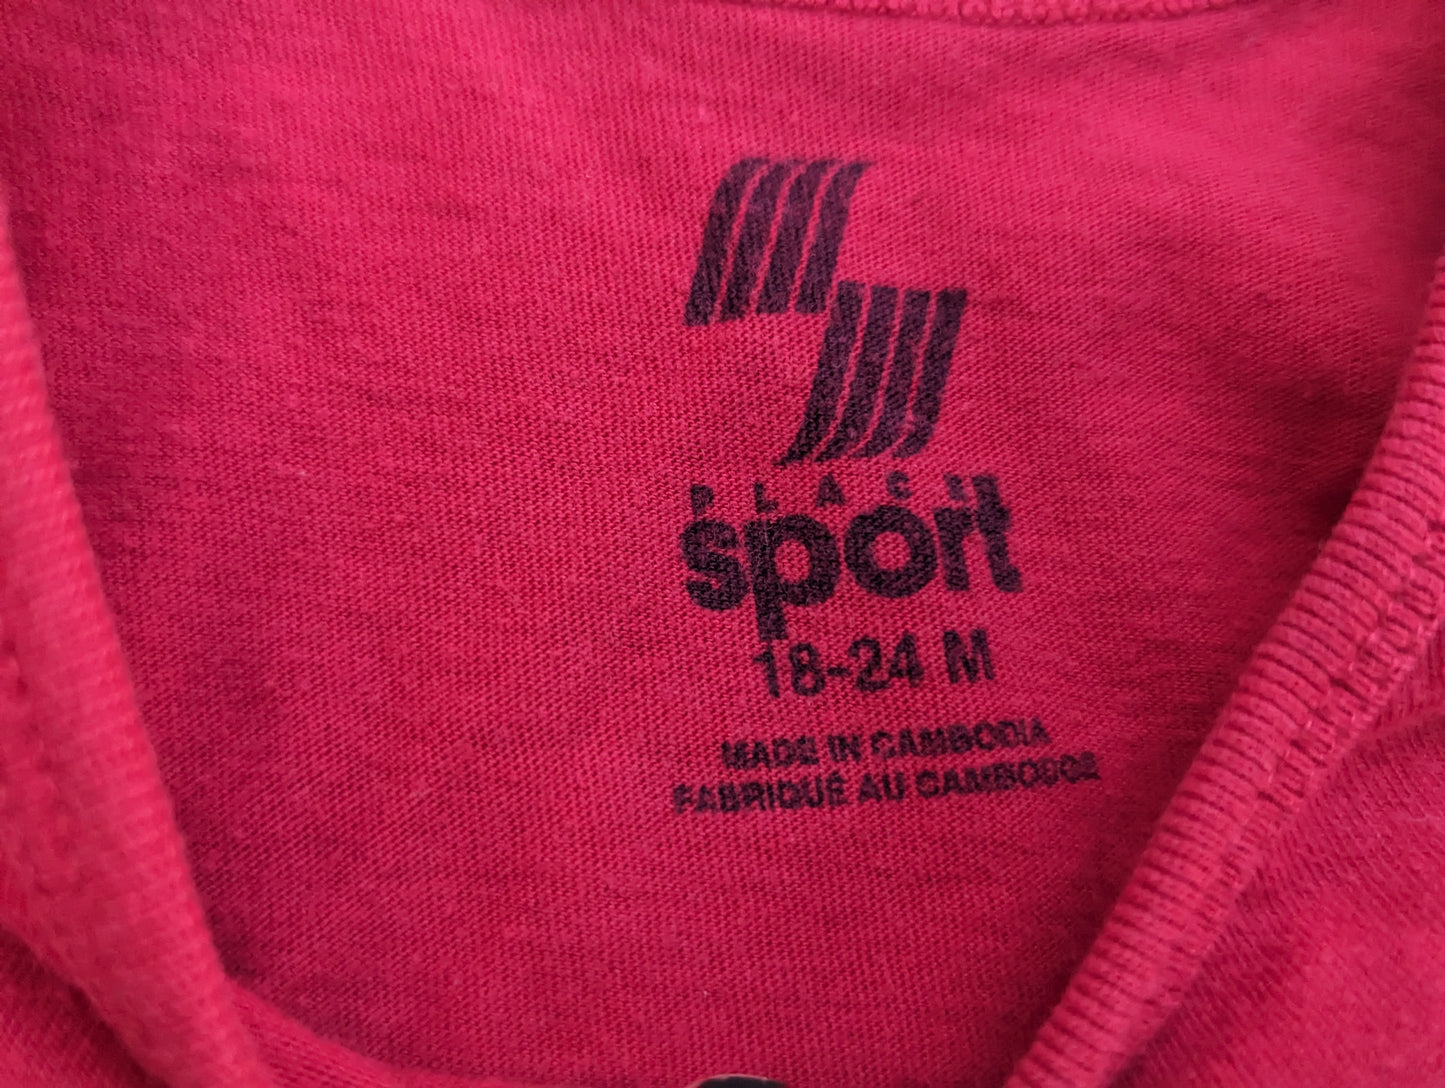 PLACE
sport
18-24 M
MADE IN CAMBODIA
FABRIQUÉ AU CAMBODGE